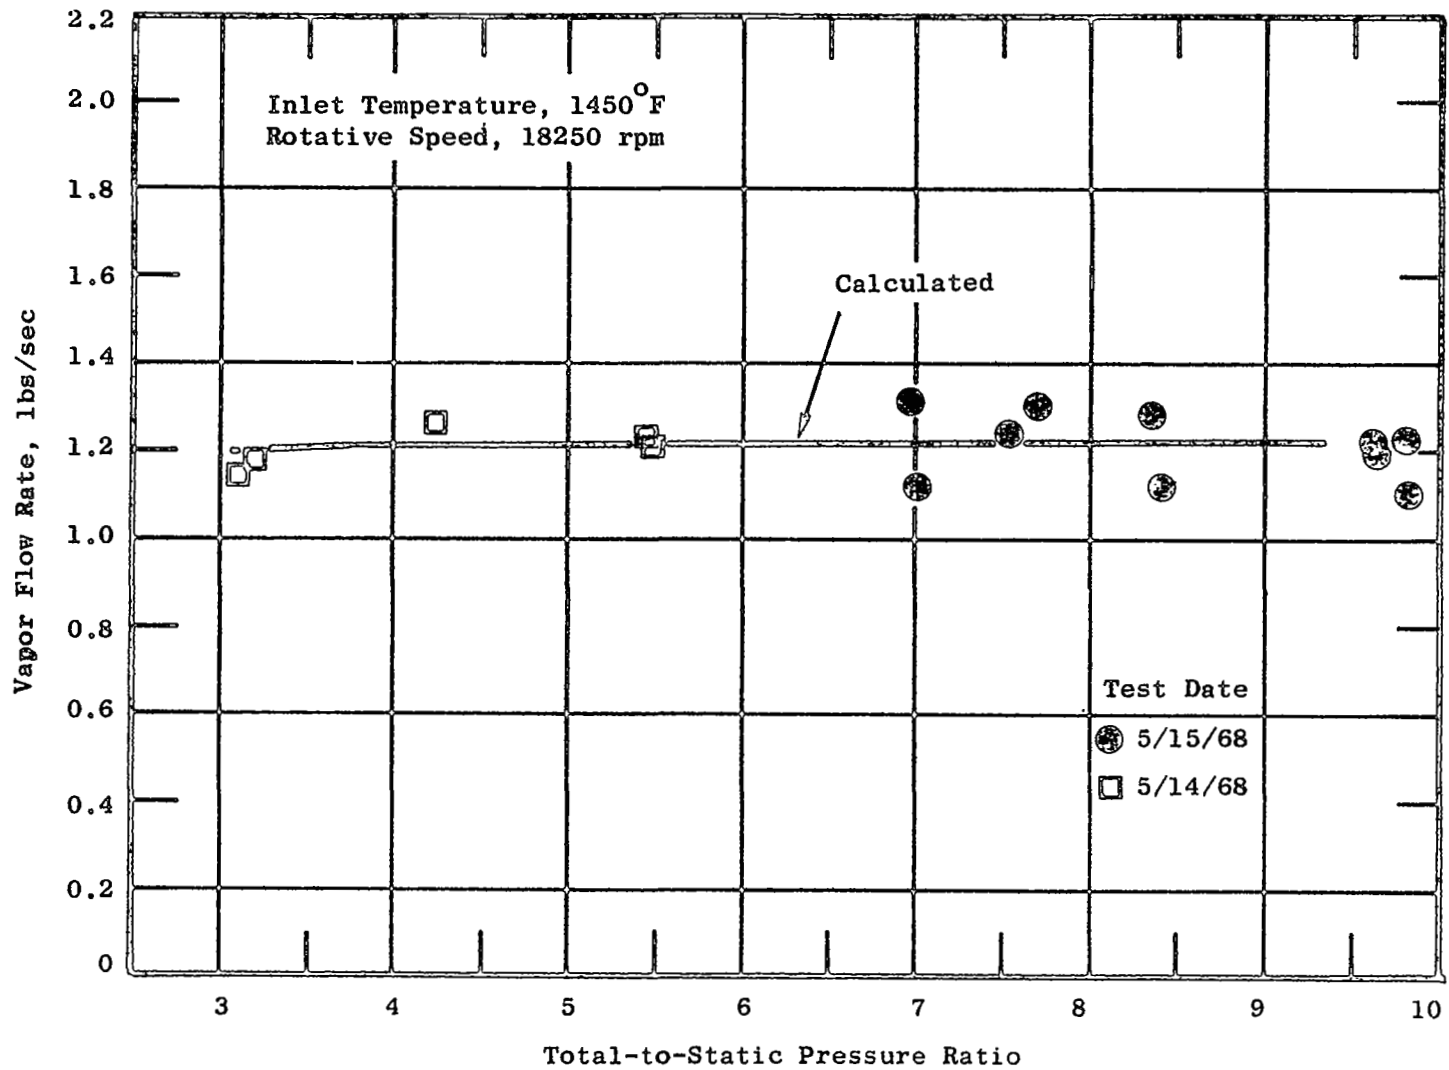 2.2
2.0
1.8
1.6
1.4
1.2
1.0
0.8
0.6
0.4
0.2
0
Vapor Flow Rate, lbs/sec
Inlet Temperature, 1450°F
Rotative Speed, 18250 rpm
Calculated
Test Date
5/15/68
5/14/68
3 4 5 6 7 8 9 10
Total-to-Static Pressure Ratio